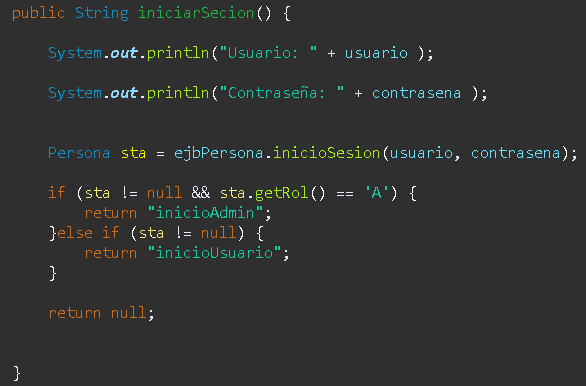 public String iniciarSecion() {
System.out.println("Usuario: " + usuario );
System.out.println("Contraseña: " + contrasena );
Persona sta = ejbPersona.inicioSesion(usuario, contrasena);
if (sta != null && sta.getRol() == 'A') {
return "inicioAdmin";
}else if (sta != null) {
return "inicioUsuario";
}
return null;
}